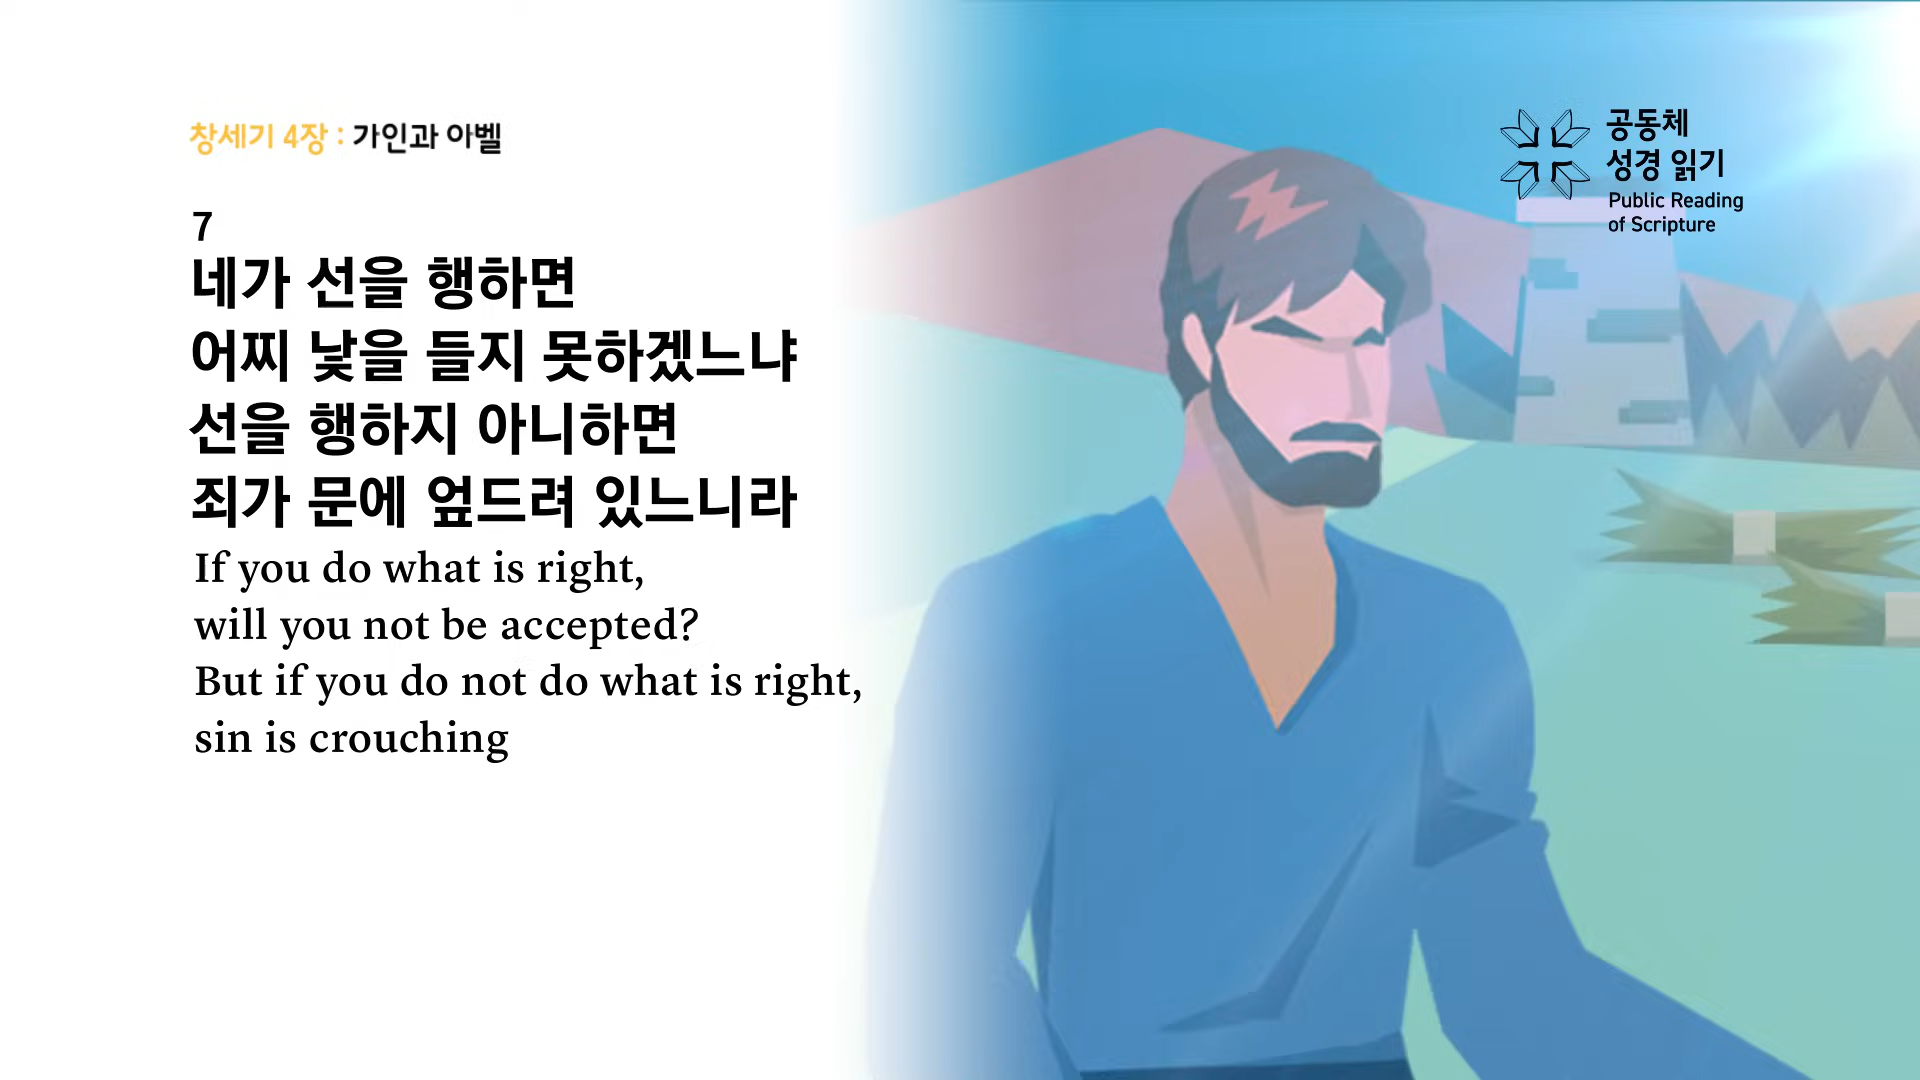 창세기 4장 : 가인과 아벨
공동체
성경 읽기
Public Reading
of Scripture
7
네가 선을 행하면
어찌 낯을 들지 못하겠느냐
선을 행하지 아니하면
죄가 문에 엎드려 있느니라
If you do what is right,
will you not be accepted?
But if you do not do what is right,
sin is crouching